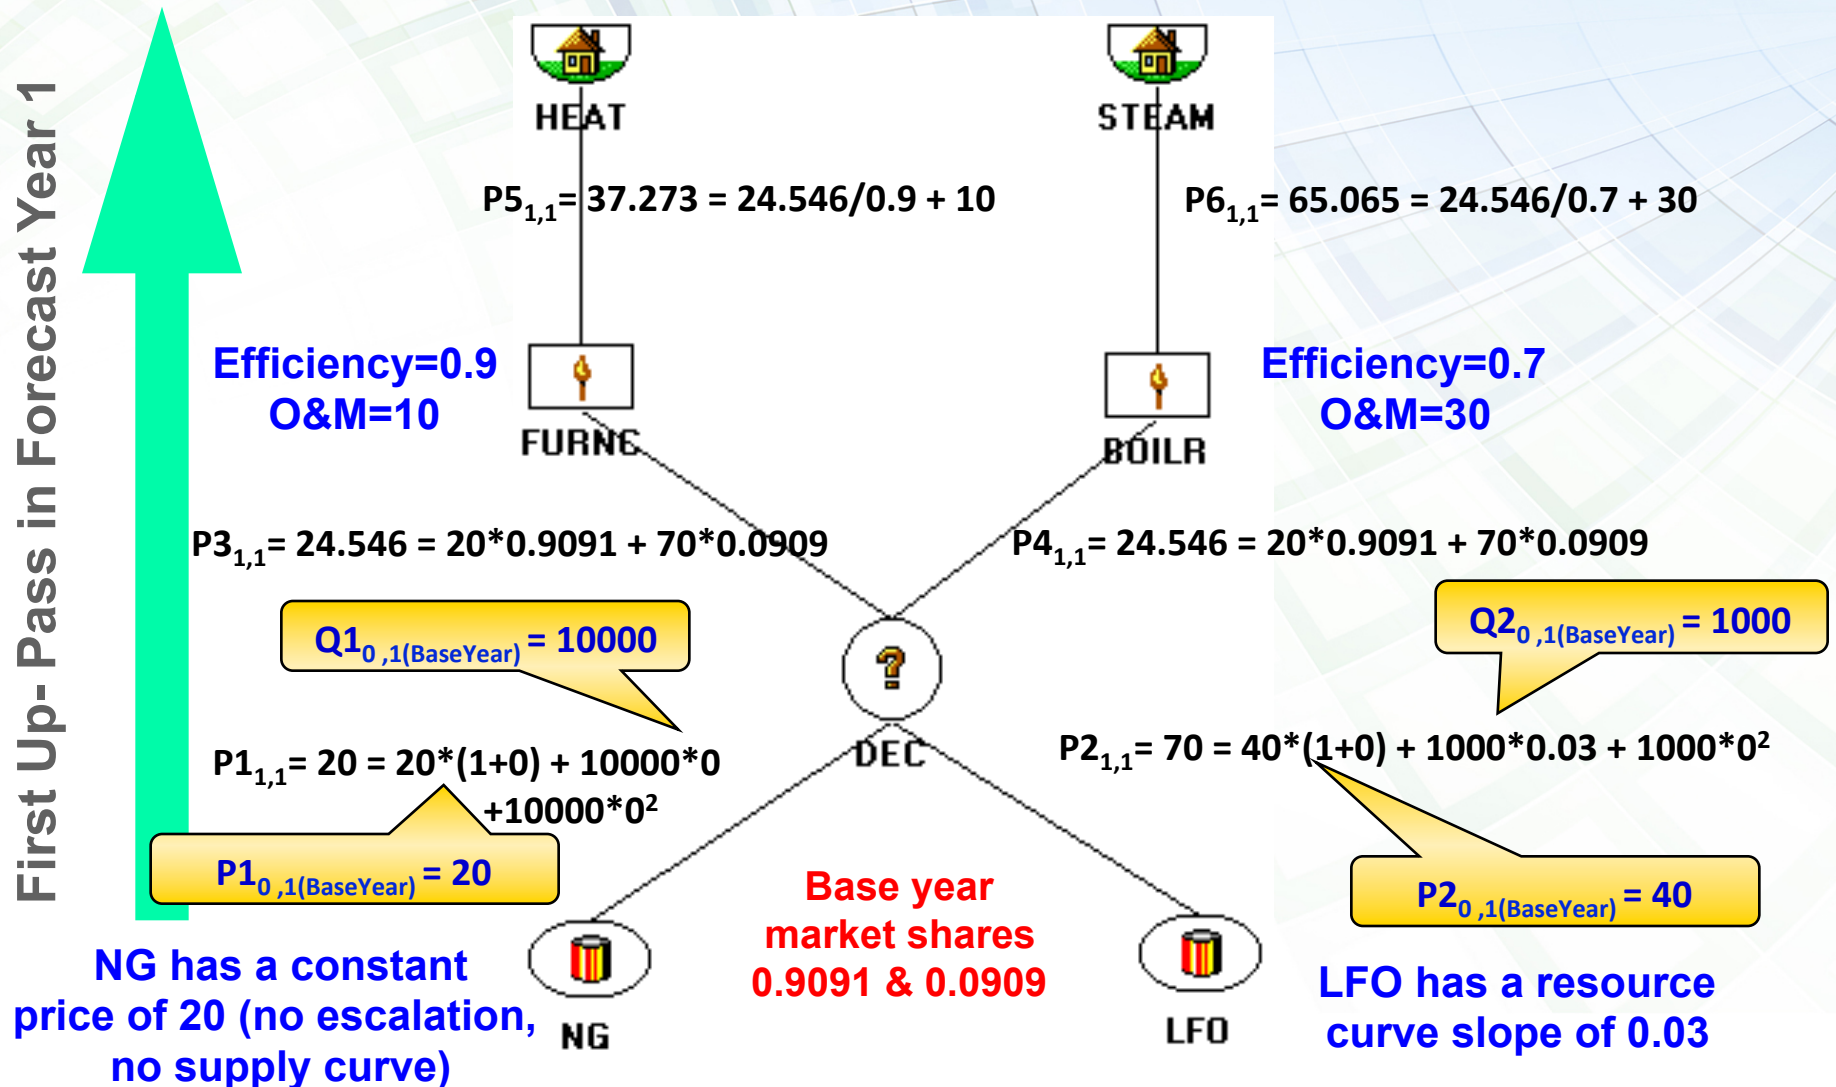 First Up- Pass in Forecast Year 1
HEAT
STEAM
P5₁,₁= 37.273 = 24.546/0.9 + 10
P6₁,₁= 65.065 = 24.546/0.7 + 30
Efficiency=0.9
O&M=10
Efficiency=0.7
O&M=30
FURNC
BOILR
P3₁,₁= 24.546 = 20*0.9091 + 70*0.0909
P4₁,₁= 24.546 = 20*0.9091 + 70*0.0909
Q1₀ ,₁(BaseYear) = 10000
Q2₀ ,₁(BaseYear) = 1000
?
DEC
P1₁,₁= 20 = 20*(1+0) + 10000*0
+10000*0²
P2₁,₁= 70 = 40*(1+0) + 1000*0.03 + 1000*0²
P1₀ ,₁(BaseYear) = 20
P2₀ ,₁(BaseYear) = 40
Base year
market shares
0.9091 & 0.0909
NG has a constant
price of 20 (no escalation,
no supply curve)
NG
LFO
LFO has a resource
curve slope of 0.03